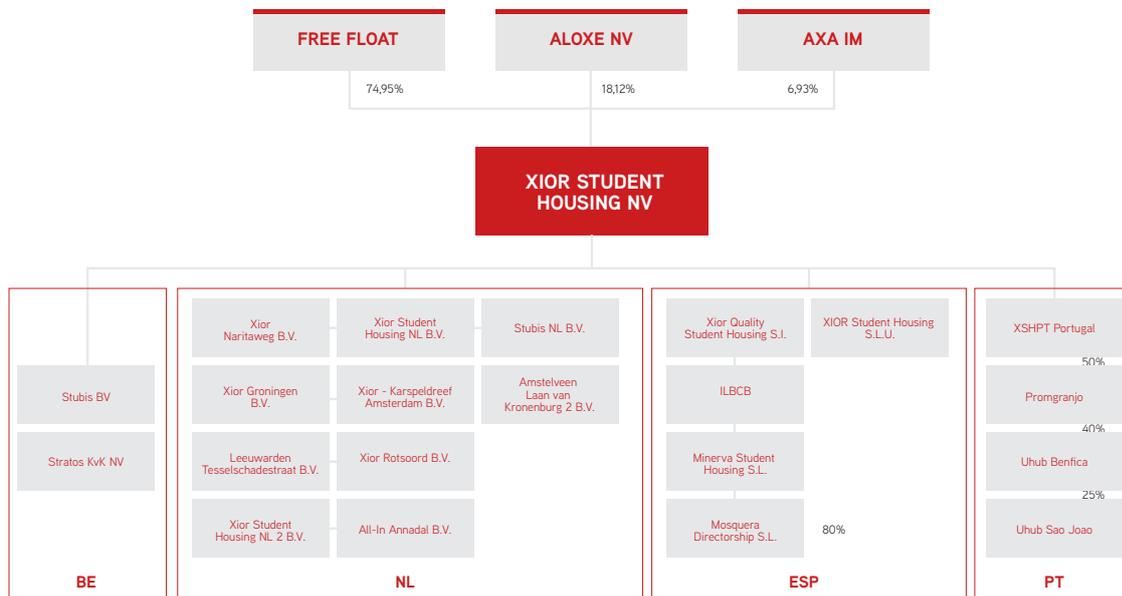 FREE FLOAT
ALOXE NV
AXA IM
74,95%
18,12%
6,93%
XIOR STUDENT
HOUSING NV
Stubis BV
Stratos KvK NV
BE
Xior
Naritaweg B.V.
Xior Student
Housing NL B.V.
Stubis NL B.V.
Xior Groningen
B.V.
Xior - Karspeldreef
Amsterdam B.V.
Amstelveen
Laan van
Kronenburg 2 B.V.
Leeuwarden
Tesselschadestraat B.V.
Xior Rotsoord B.V.
Xior Student
Housing NL 2 B.V.
All-In Annadal B.V.
NL
Xior Quality
Student Housing S.l.
XIOR Student Housing
S.L.U.
ILBCB
Minerva Student
Housing S.L.
Mosquera
Directorship S.L.
80%
ESP
XSHPT Portugal
50%
Promgranjo
40%
Uhub Benfica
25%
Uhub Sao Joao
PT